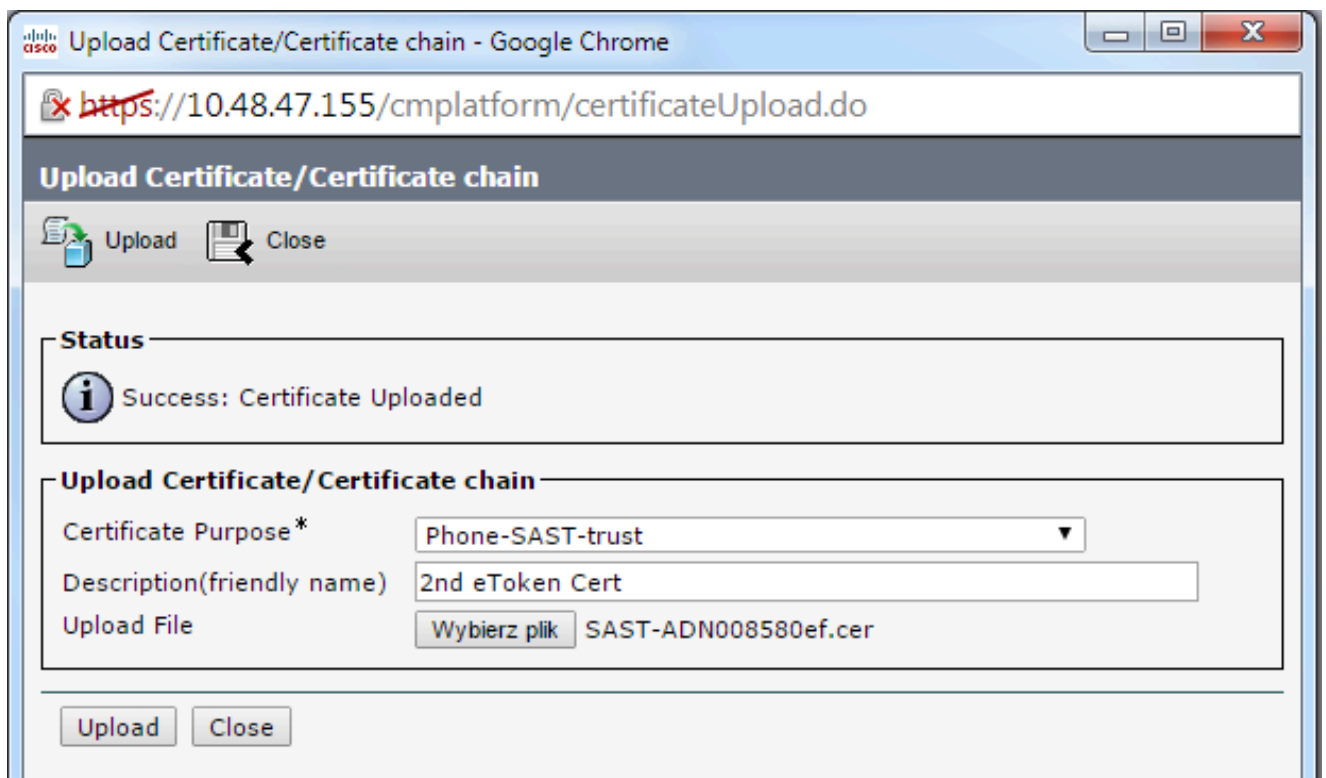 cisco Upload Certificate/Certificate chain - Google Chrome
https://10.48.47.155/cmplatform/certificateUpload.do
Upload Certificate/Certificate chain
Upload Close
Status
Success: Certificate Uploaded
Upload Certificate/Certificate chain
Certificate Purpose* Phone-SAST-trust
Description(friendly name) 2nd eToken Cert
Upload File Wybierz plik SAST-ADN008580ef.cer
Upload Close